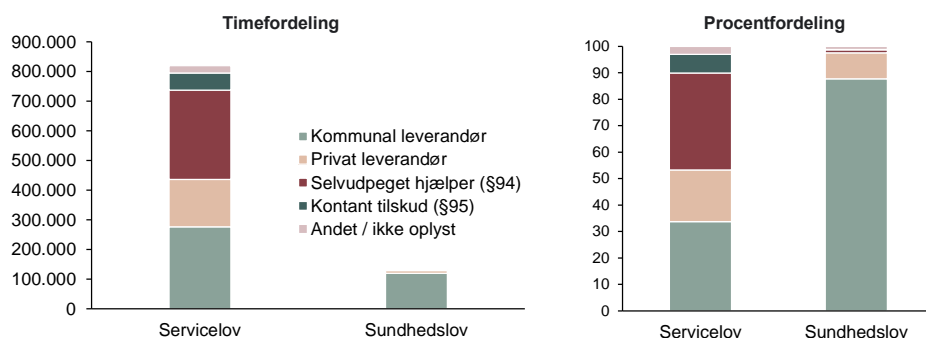 Timefordeling
900.000
800.000
700.000
600.000
500.000
400.000
300.000
200.000
100.000
0
Servicelov Sundhedslov
Kommunal leverandør
Privat leverandør
Selvudpeget hjælper (§94)
Kontant tilskud (§95)
Andet / ikke oplyst
Procentfordeling
100
90
80
70
60
50
40
30
20
10
0
Servicelov Sundhedslov